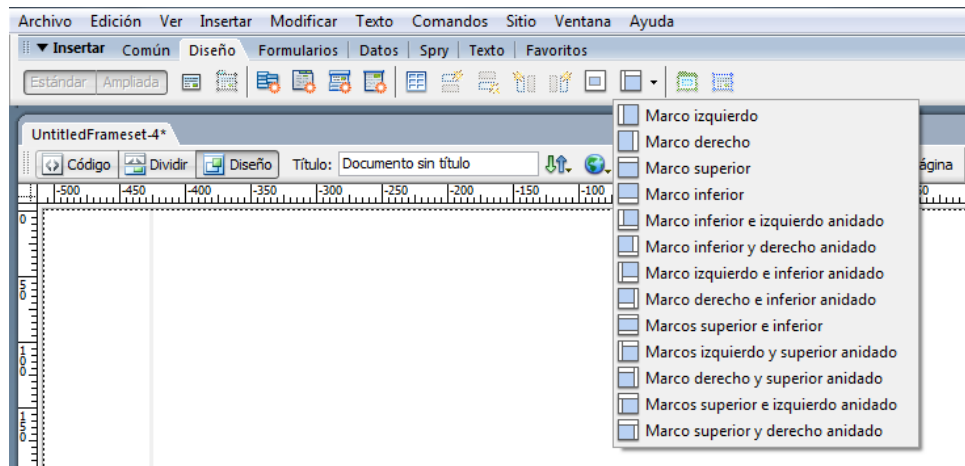 Archivo Edición Ver Insertar Modificar Texto Comandos Sitio Ventana Ayuda
▼ Insertar Común Diseño Formularios Datos Spry Texto Favoritos
Estándar Ampliada
UntitledFrameset-4*
Código Dividir Diseño Título: Documento sin título ágina
-500 -450 -400 -350 -300 -250 -200 -150 -100
0
50
100
150
Marco izquierdo
Marco derecho
Marco superior
Marco inferior
Marco inferior e izquierdo anidado
Marco inferior y derecho anidado
Marco izquierdo e inferior anidado
Marco derecho e inferior anidado
Marcos superior e inferior
Marcos izquierdo y superior anidado
Marco derecho y superior anidado
Marcos superior e izquierdo anidado
Marco superior y derecho anidado